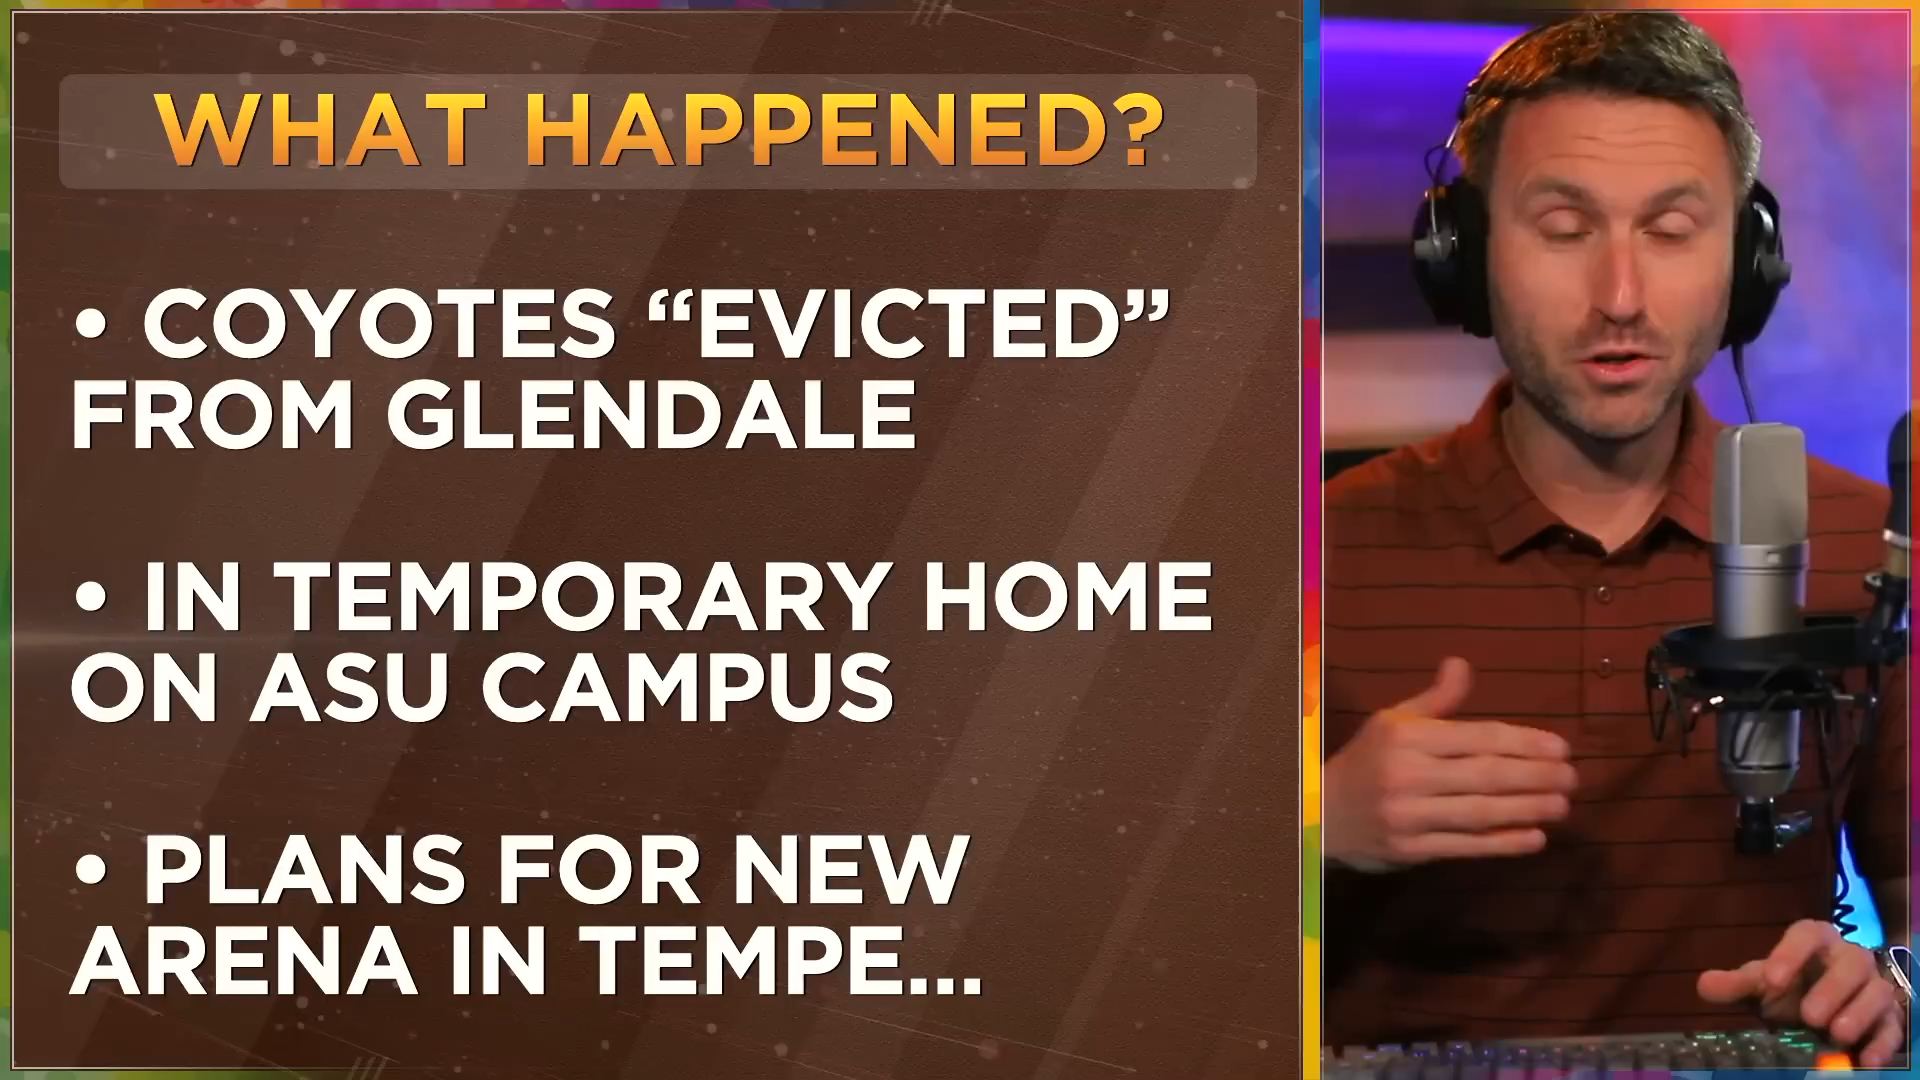 WHAT HAPPENED?
• COYOTES “EVICTED”
FROM GLENDALE
• IN TEMPORARY HOME
ON ASU CAMPUS
• PLANS FOR NEW
ARENA IN TEMPE...